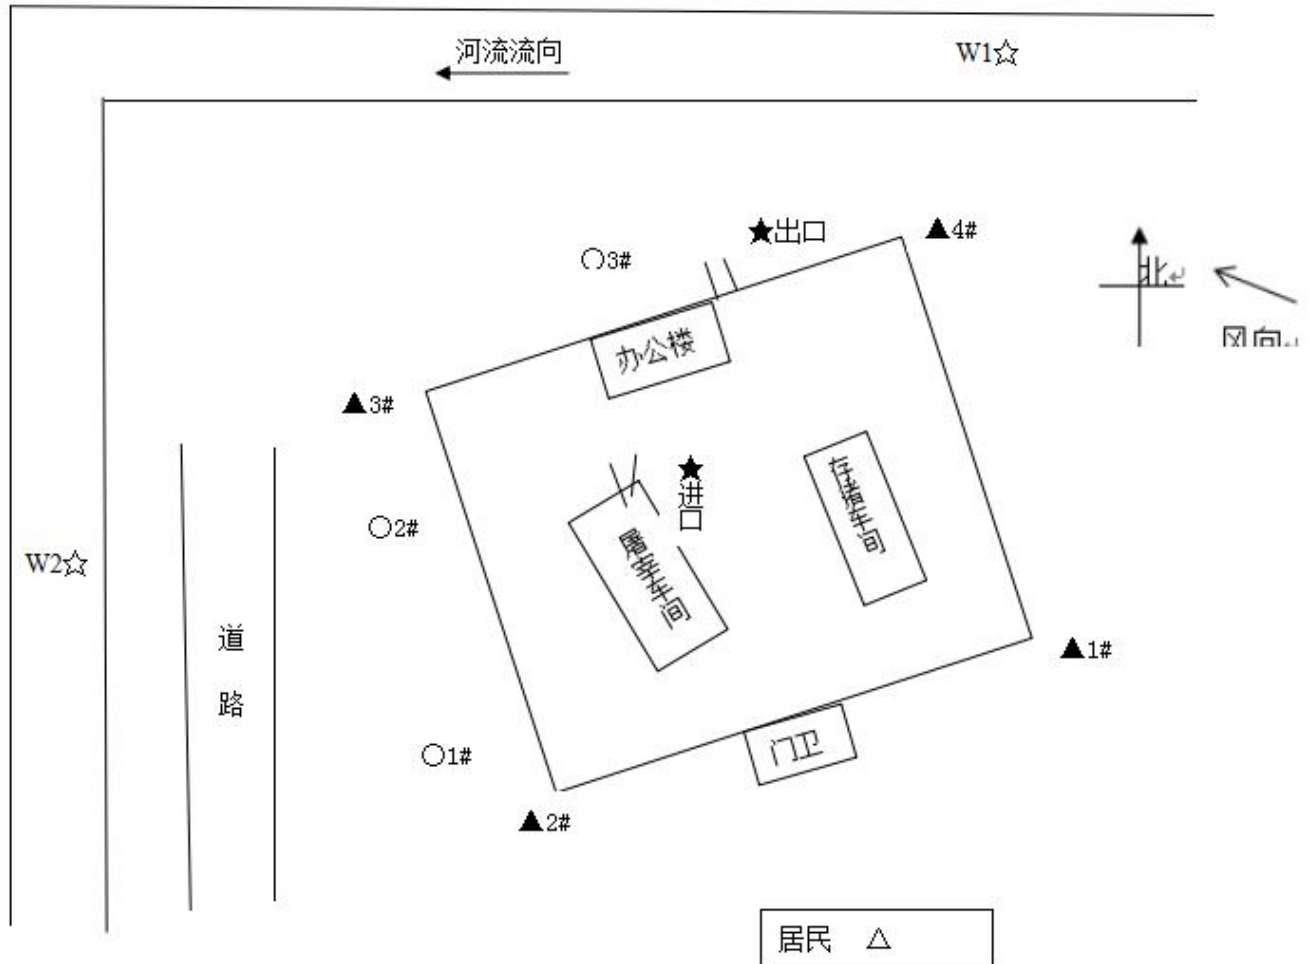 河流流向
W1☆
★出口
▲4#
○3#
北
风向
办公楼
▲3#
★
进
口
存猪车间
○2#
屠宰车间
W2☆
道
路
▲1#
门卫
○1#
▲2#
居民 △